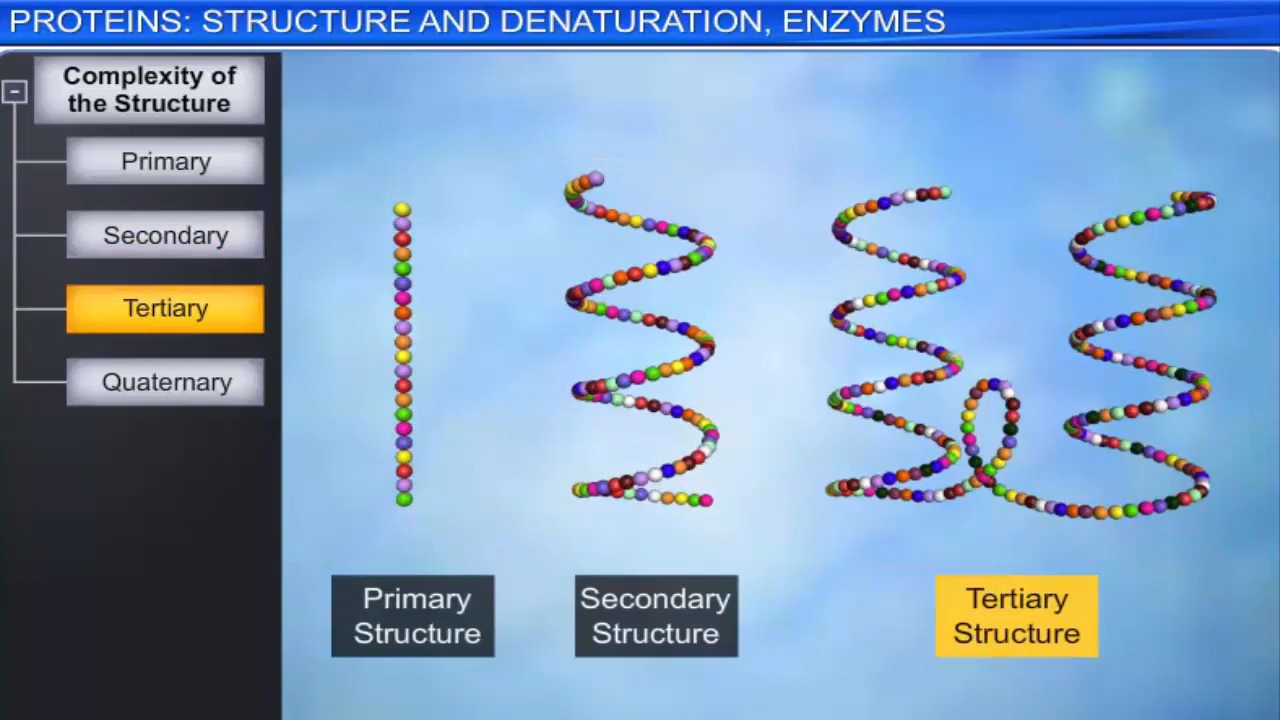 PROTEINS: STRUCTURE AND DENATURATION, ENZYMES
Complexity of
the Structure
Primary
Secondary
Tertiary
Quaternary
Primary
Structure
Secondary
Structure
Tertiary
Structure